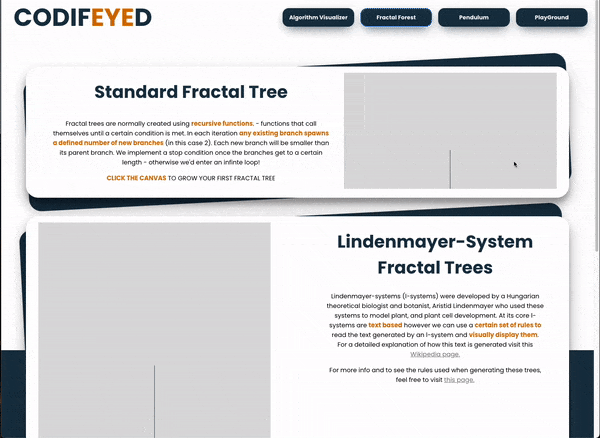 CODIFEYED
Algorithm Visualizer
Fractal Forest
Pendulum
PlayGround
Standard Fractal Tree
Fractal trees are normally created using recursive functions. - functions that call
themselves until a certain condition is met. In each iteration any existing branch spawns
a defined number of new branches (in this case 2). Each new branch will be smaller than
its parent branch. We implement a stop condition once the branches get to a certain
length - otherwise we'd enter an infinte loop!
CLICK THE CANVAS TO GROW YOUR FIRST FRACTAL TREE
Lindenmayer-System
Fractal Trees
Lindenmayer-systems (l-systems) were developed by a Hungarian
theoretical biologist and botanist, Aristid Lindenmayer who used these
systems to model plant, and plant cell development. At its core l-
systems are text based however we can use a certain set of rules to
read the text generated by an l-system and visually display them.
For a detailed explanation of how this text is generated visit this
Wikipedia page.
For more info and to see the rules used when generating these trees,
feel free to visit this page.